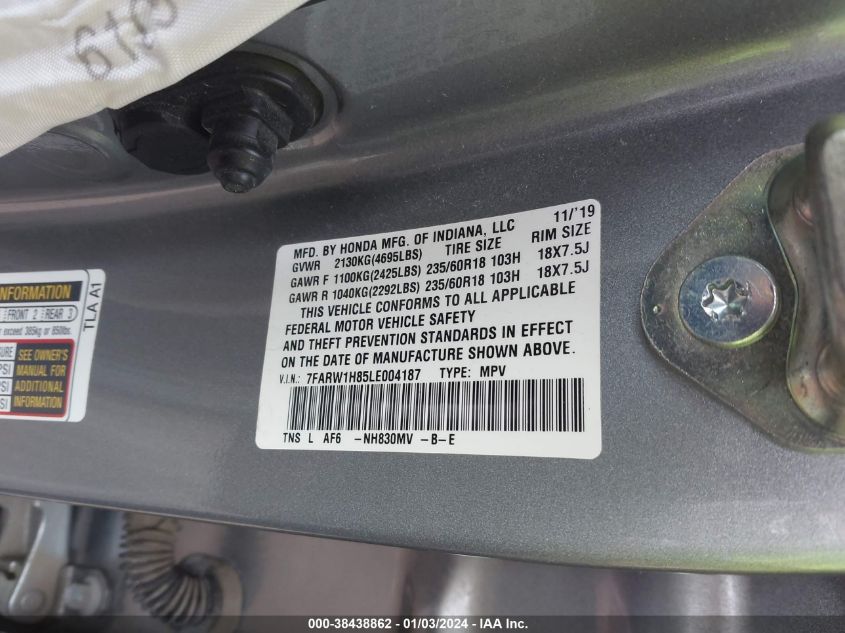 MFD. BY HONDA MFG. OF INDIANA, LLC 11/'19
GVWR 2130KG(4695LBS) TIRE SIZE RIM SIZE
GAWR F 1100KG(2425LBS) 235/60R18 103H 18X7.5J
GAWR R 1040KG(2292LBS) 235/60R18 103H 18X7.5J
THIS VEHICLE CONFORMS TO ALL APPLICABLE
FEDERAL MOTOR VEHICLE SAFETY
AND THEFT PREVENTION STANDARDS IN EFFECT
ON THE DATE OF MANUFACTURE SHOWN ABOVE.
V.I.N.: 7FARW1H85LE004187 TYPE: MPV
TNS L AF6 -NH830MV -B-E
INFORMATION
FRONT 2 REAR 3
exceed 385kg or 850lbs.
SEE OWNER'S
MANUAL FOR
ADDITIONAL
INFORMATION
TLA A1
000-38438862 - 01/03/2024 - IAA Inc.